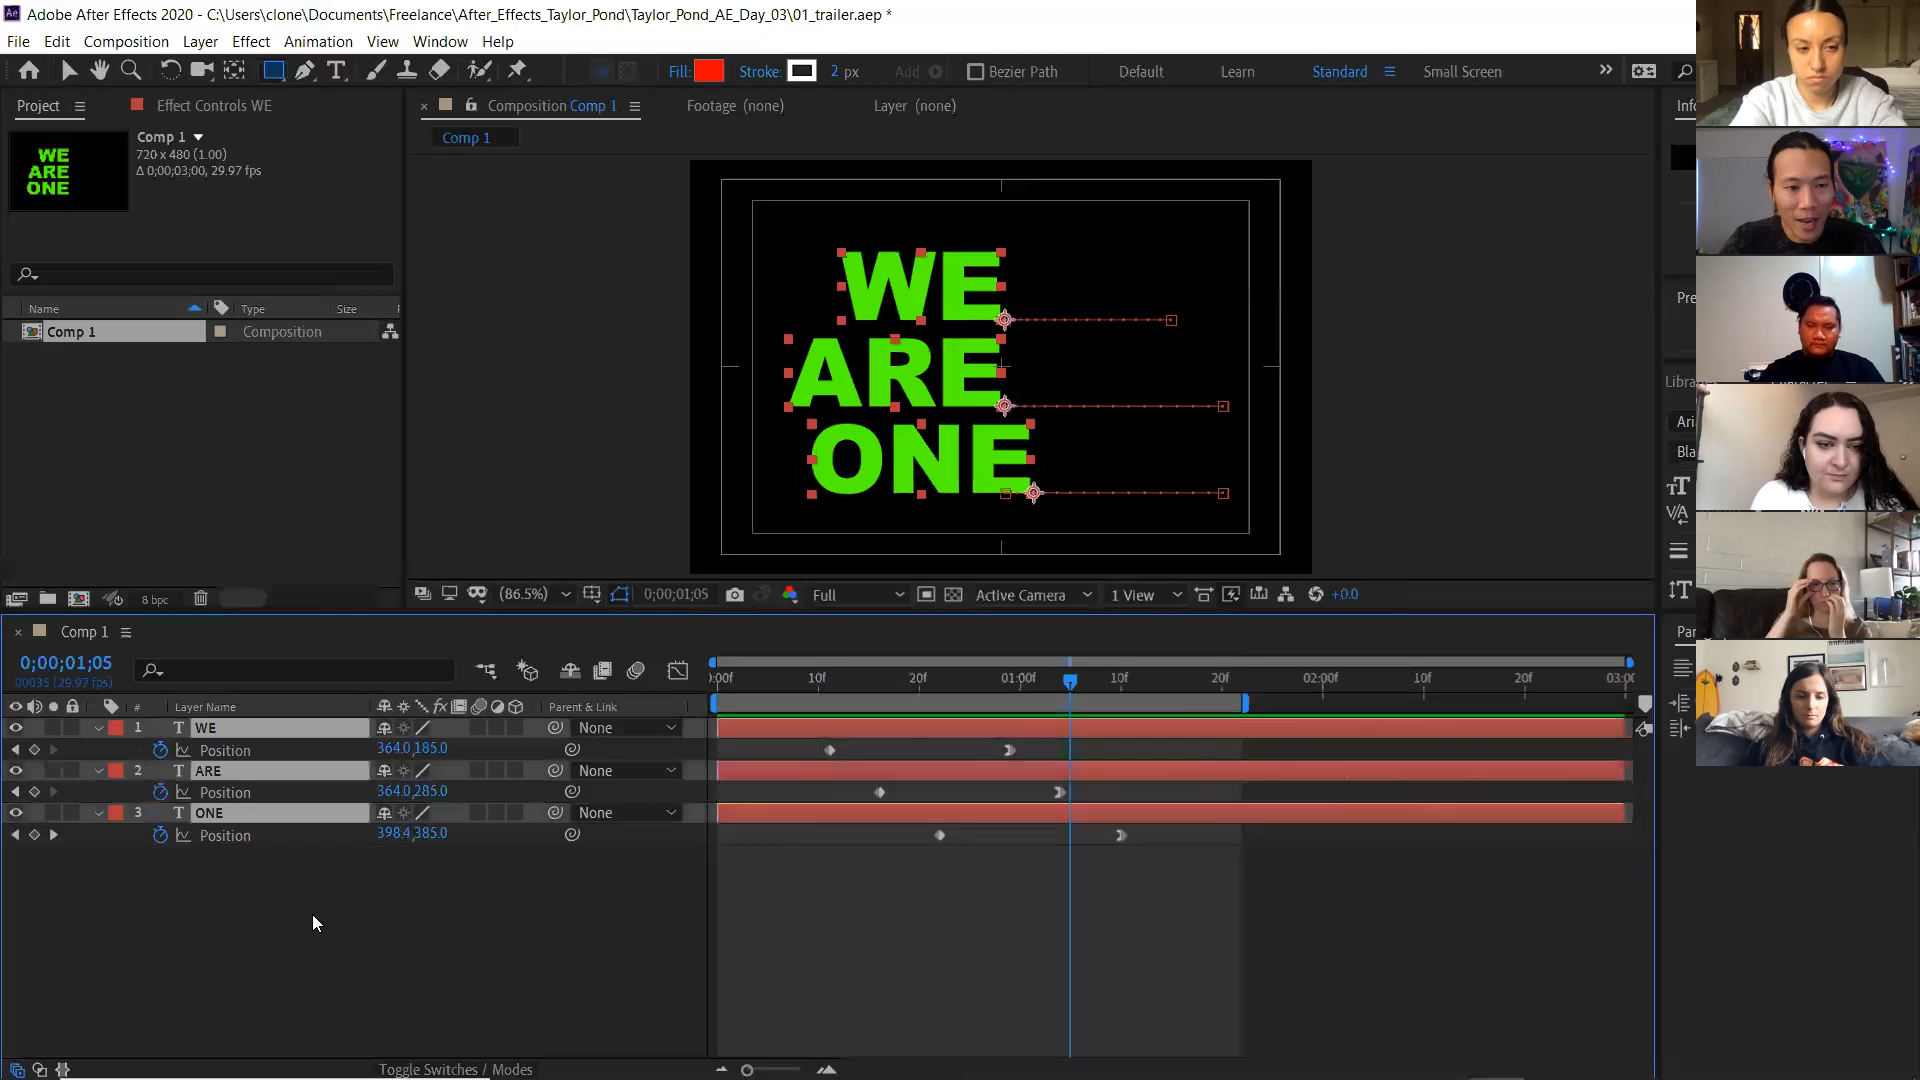 Adobe After Effects 2020 - C:\Users\clone\Documents\Freelance\After_Effects_Taylor_Pond\Taylor_Pond_AE_Day_03\01_trailer.aep *
File Edit Composition Layer Effect Animation View Window Help
Fill: Stroke: 2 px Add: Bezier Path Default Learn Standard Small Screen
Project Effect Controls WE Composition Comp 1 Footage (none) Layer (none) Info
Comp 1
Comp 1
720 x 480 (1.00)
Δ 0;00;03;00, 29.97 fps
WE
ARE
ONE
WE
ARE
ONE
Name Type Size
Comp 1 Composition
8 bpc
(86.5%) 0;00;01;05 Full Active Camera 1 View +0.0
Pre
Librari
Ari
Bla
Comp 1
0;00;01;05
00035 (29.97 fps)
):00f 10f 20f 01:00f 10f 20f 02:00f 10f 20f 03:00
# Layer Name Parent & Link
1 T WE None
Position 364.0,185.0
2 T ARE None
Position 364.0,285.0
3 T ONE None
Position 398.4,385.0
Toggle Switches / Modes